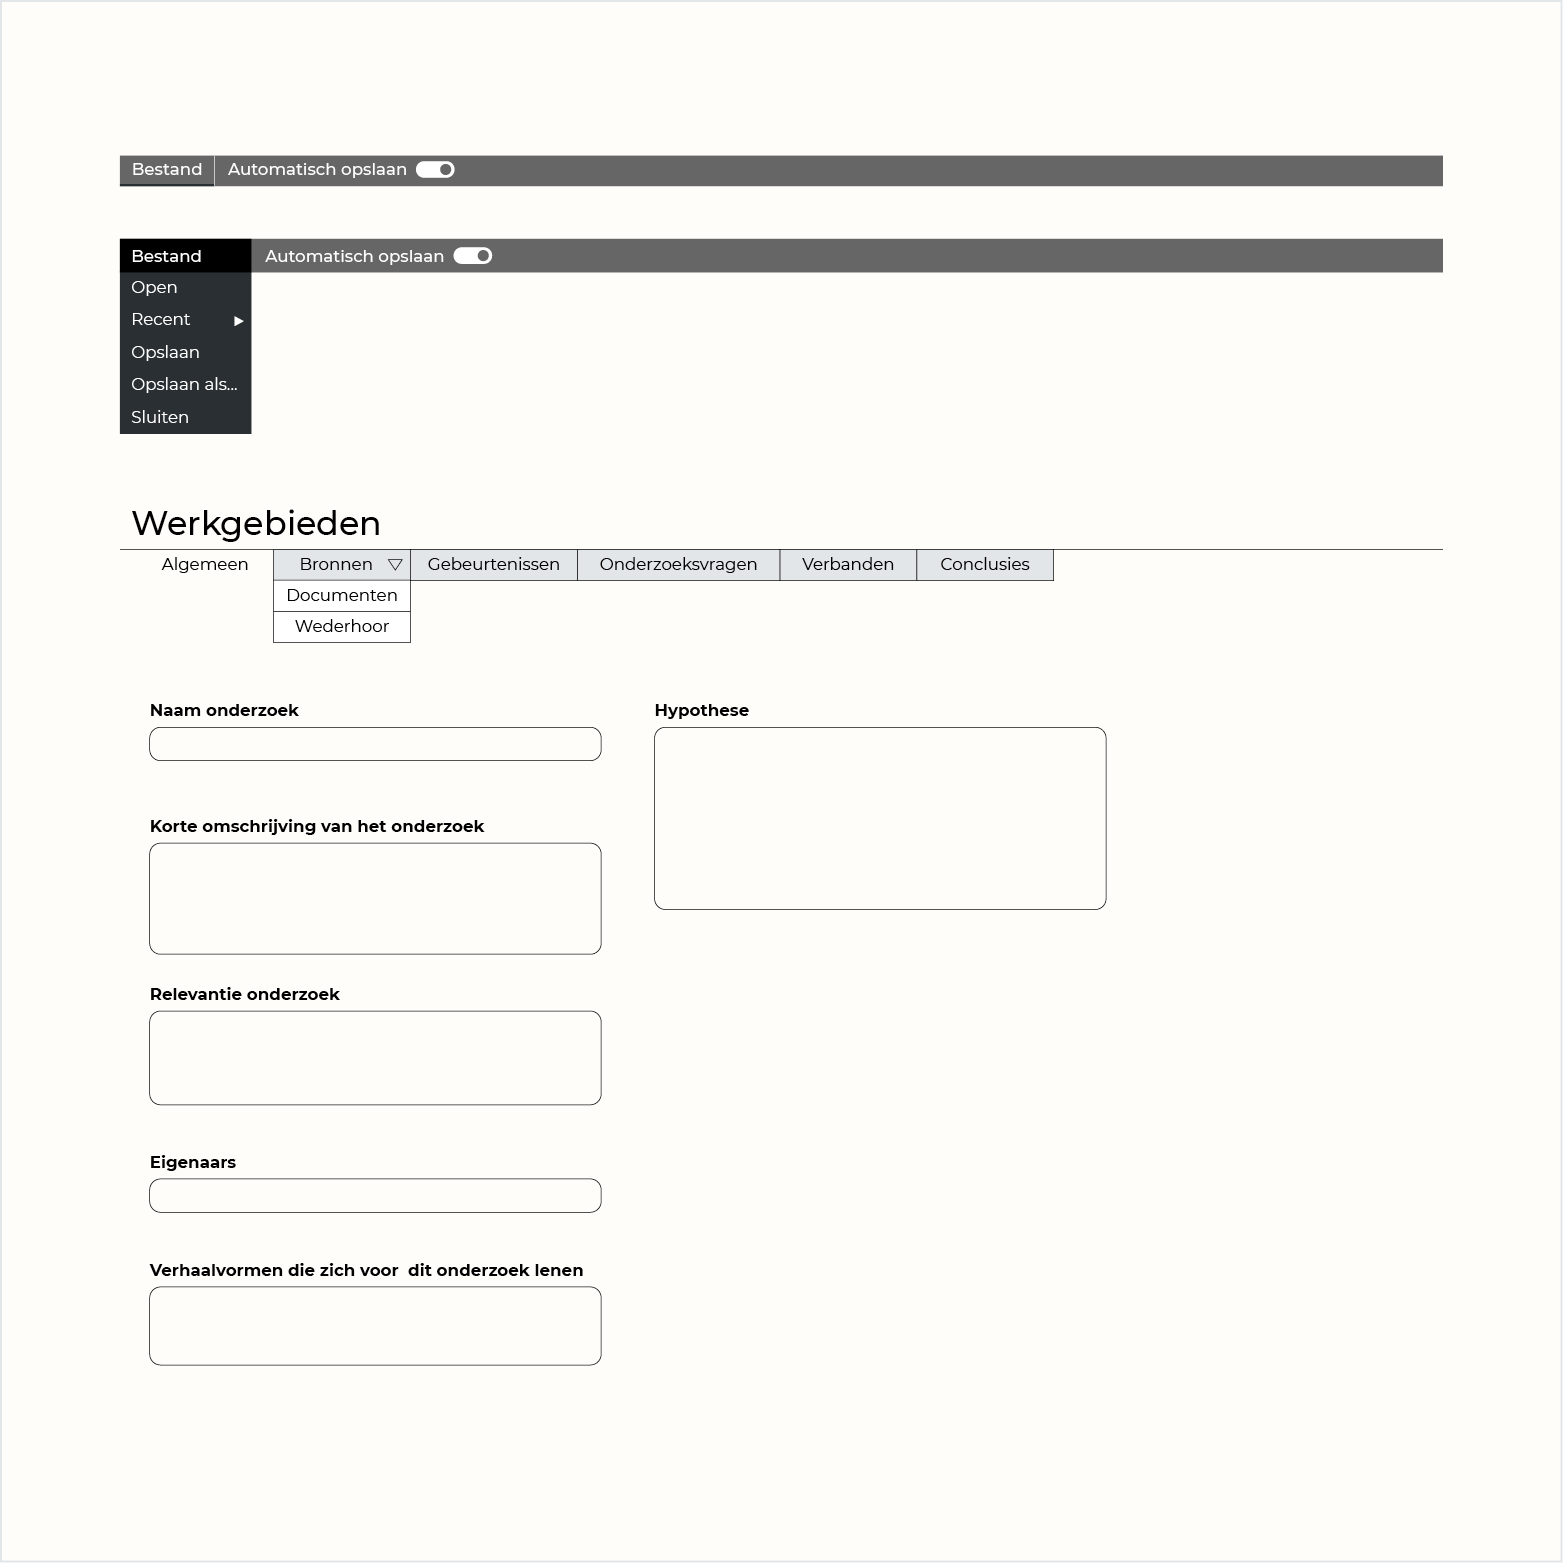 Bestand Automatisch opslaan
Bestand Automatisch opslaan
Open
Recent
Opslaan
Opslaan als...
Sluiten
Werkgebieden
Algemeen Bronnen Gebeurtenissen Onderzoeksvragen Verbanden Conclusies
Documenten
Wederhoor
Naam onderzoek
Hypothese
Korte omschrijving van het onderzoek
Relevantie onderzoek
Eigenaars
Verhaalvormen die zich voor  dit onderzoek lenen